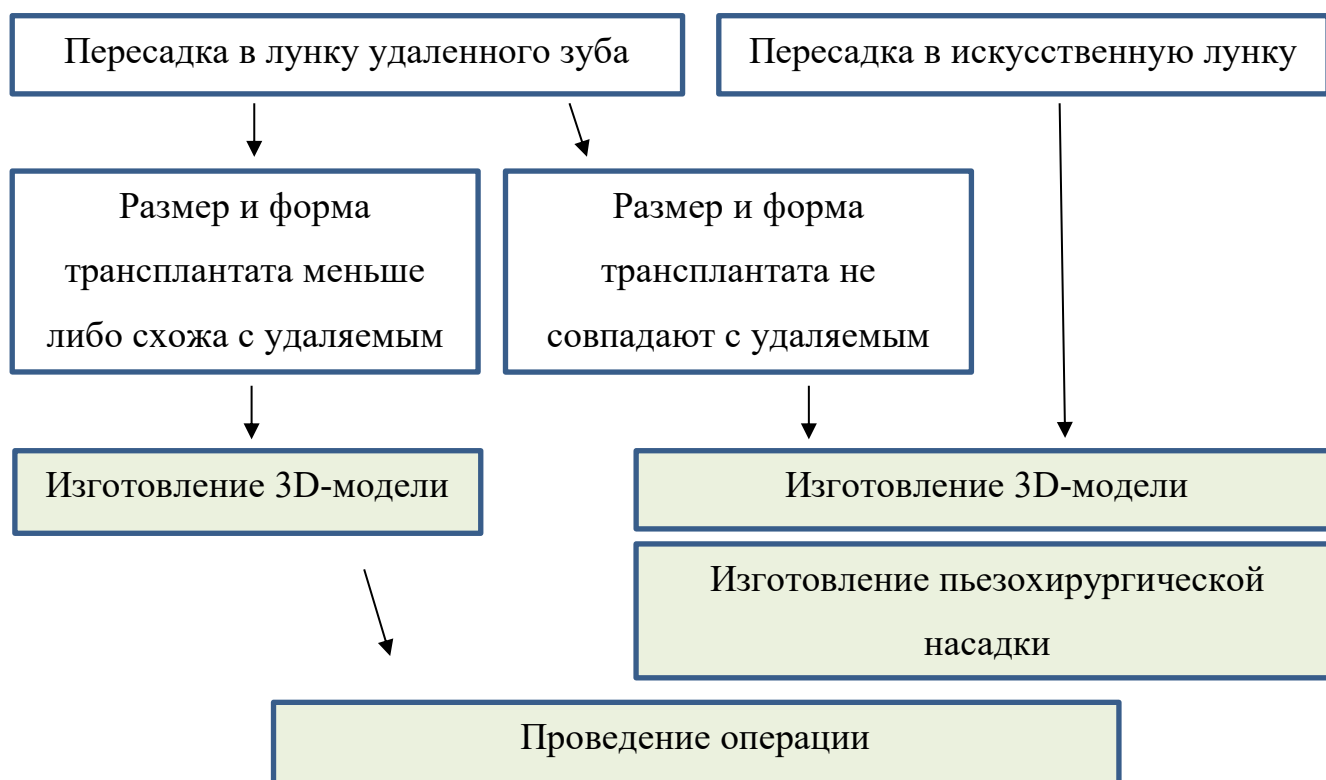 Пересадка в лунку удаленного зуба
Пересадка в искусственную лунку
Размер и форма
трансплантата меньше
либо схожа с удаляемым
Размер и форма
трансплантата не
совпадают с удаляемым
Изготовление 3D-модели
Изготовление 3D-модели
Изготовление пьезохирургической
насадки
Проведение операции